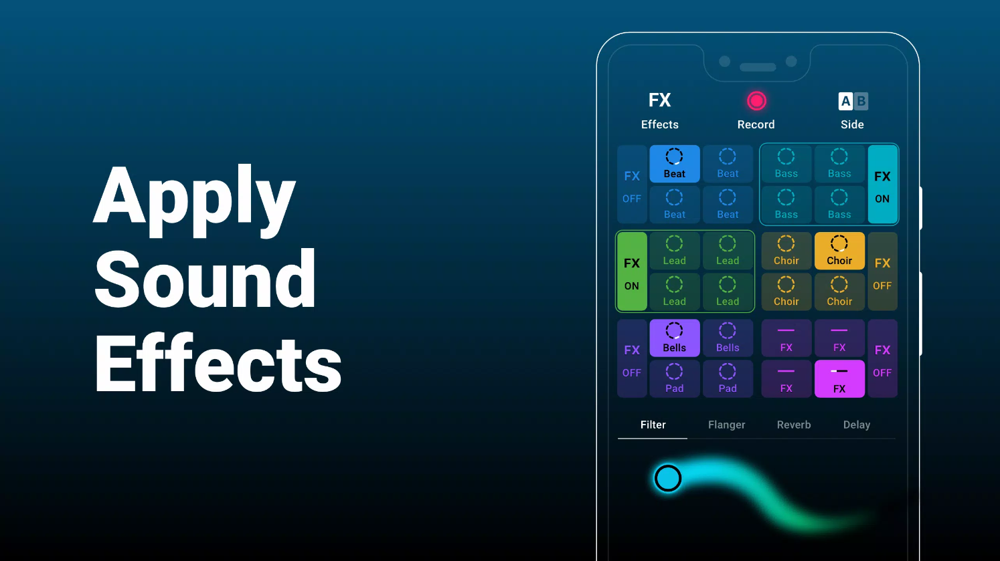 Apply
Sound
Effects
FX
Effects
Record
A B
Side
FX
OFF
Beat
Beat
Beat
Beat
Bass
Bass
Bass
Bass
FX
ON
FX
ON
Lead
Lead
Lead
Lead
Choir
Choir
Choir
Choir
FX
OFF
FX
OFF
Bells
Bells
Pad
Pad
FX
FX
FX
FX
FX
OFF
Filter
Flanger
Reverb
Delay